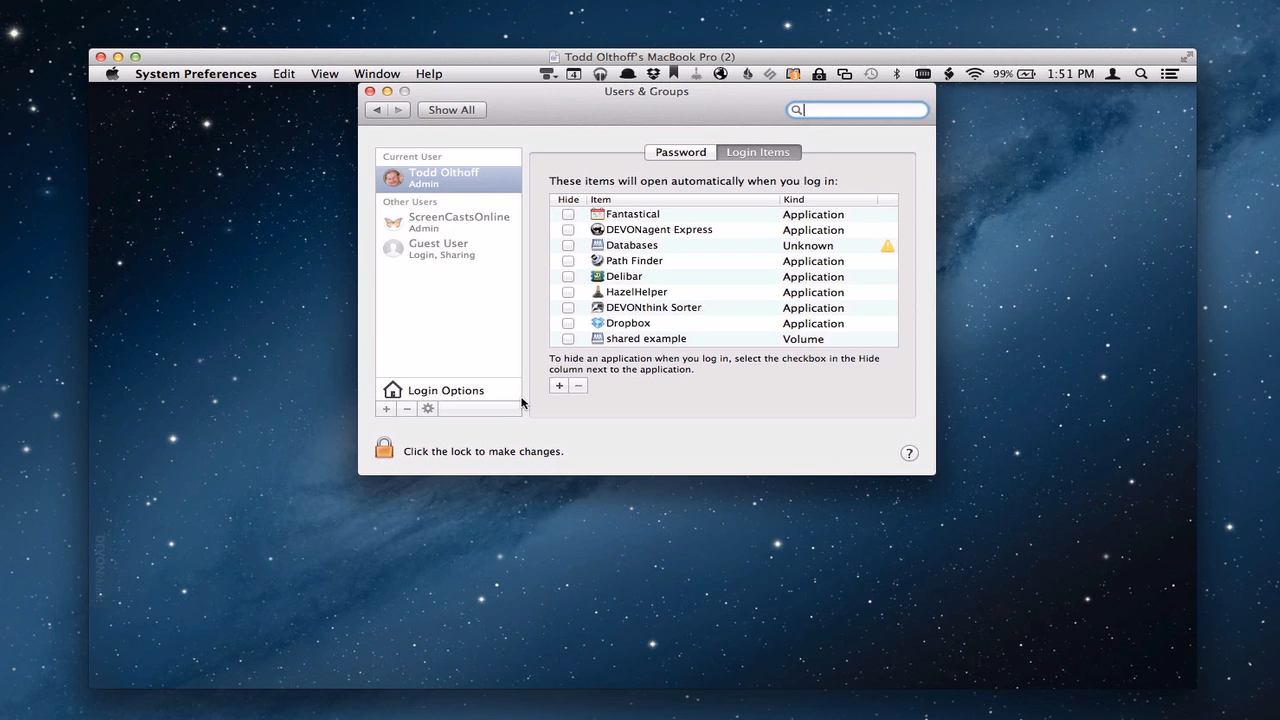 Todd Olthoff's MacBook Pro (2)
System Preferences Edit View Window Help 4 99% 1:51 PM
Users & Groups
Show All
Password Login Items
Current User
Todd Olthoff
Admin
Other Users
ScreenCastsOnline
Admin
Guest User
Login, Sharing
Login Options
These items will open automatically when you log in:
Hide Item Kind
Fantastical Application
DEVONagent Express Application
Databases Unknown
Path Finder Application
Delibar Application
HazelHelper Application
DEVONthink Sorter Application
Dropbox Application
shared example Volume
To hide an application when you log in, select the checkbox in the Hide
column next to the application.
+ −
+ −
Click the lock to make changes.
?